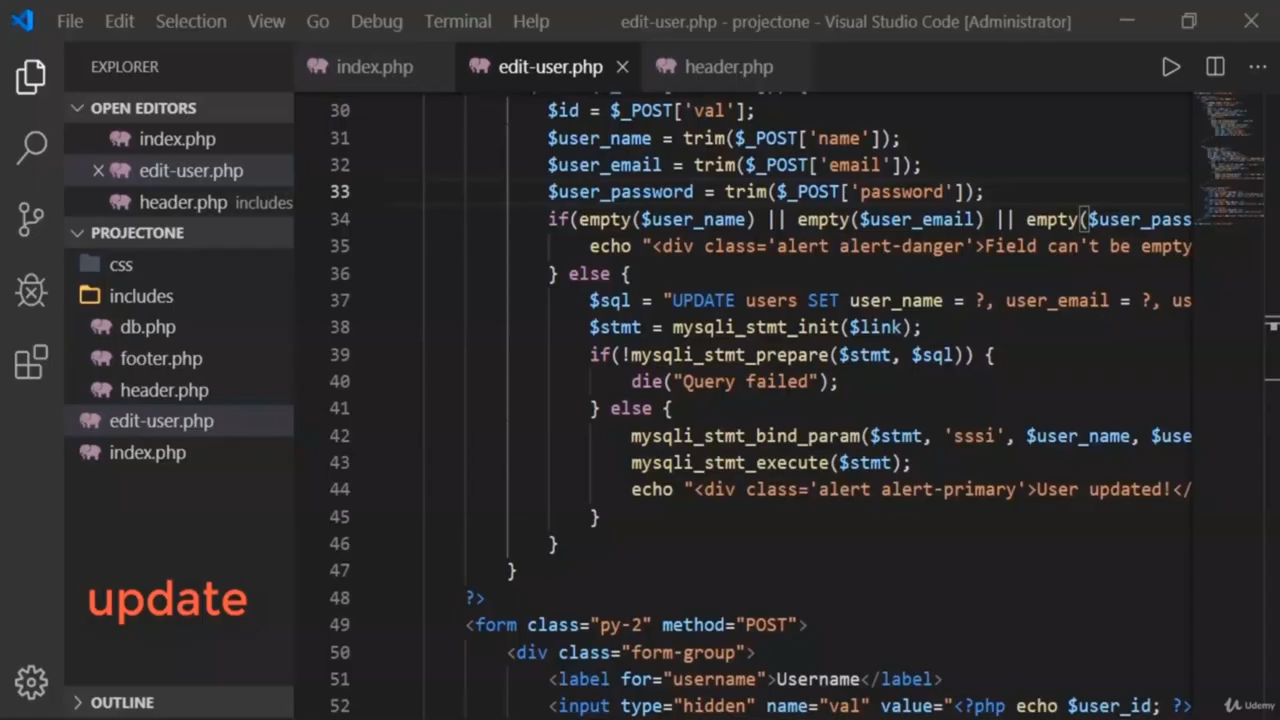 File Edit Selection View Go Debug Terminal Help edit-user.php - projectone - Visual Studio Code [Administrator]
EXPLORER
index.php edit-user.php header.php
OPEN EDITORS
index.php
edit-user.php
header.php includes
PROJECTONE
css
includes
db.php
footer.php
header.php
edit-user.php
index.php
update
OUTLINE
30 $id = $_POST['val'];
31 $user_name = trim($_POST['name']);
32 $user_email = trim($_POST['email']);
33 $user_password = trim($_POST['password']);
34 if(empty($user_name) || empty($user_email) || empty($user_pass
35 echo "<div class='alert alert-danger'>Field can't be empty
36 } else {
37 $sql = "UPDATE users SET user_name = ?, user_email = ?, us
38 $stmt = mysqli_stmt_init($link);
39 if(!mysqli_stmt_prepare($stmt, $sql)) {
40 die("Query failed");
41 } else {
42 mysqli_stmt_bind_param($stmt, 'sssi', $user_name, $use
43 mysqli_stmt_execute($stmt);
44 echo "<div class='alert alert-primary'>User updated!</
45 }
46 }
47 }
48 ?>
49 <form class="py-2" method="POST">
50 <div class="form-group">
51 <label for="username">Username</label>
52 <input type="hidden" name="val" value="<?php echo $user_id; ?>
Udemy